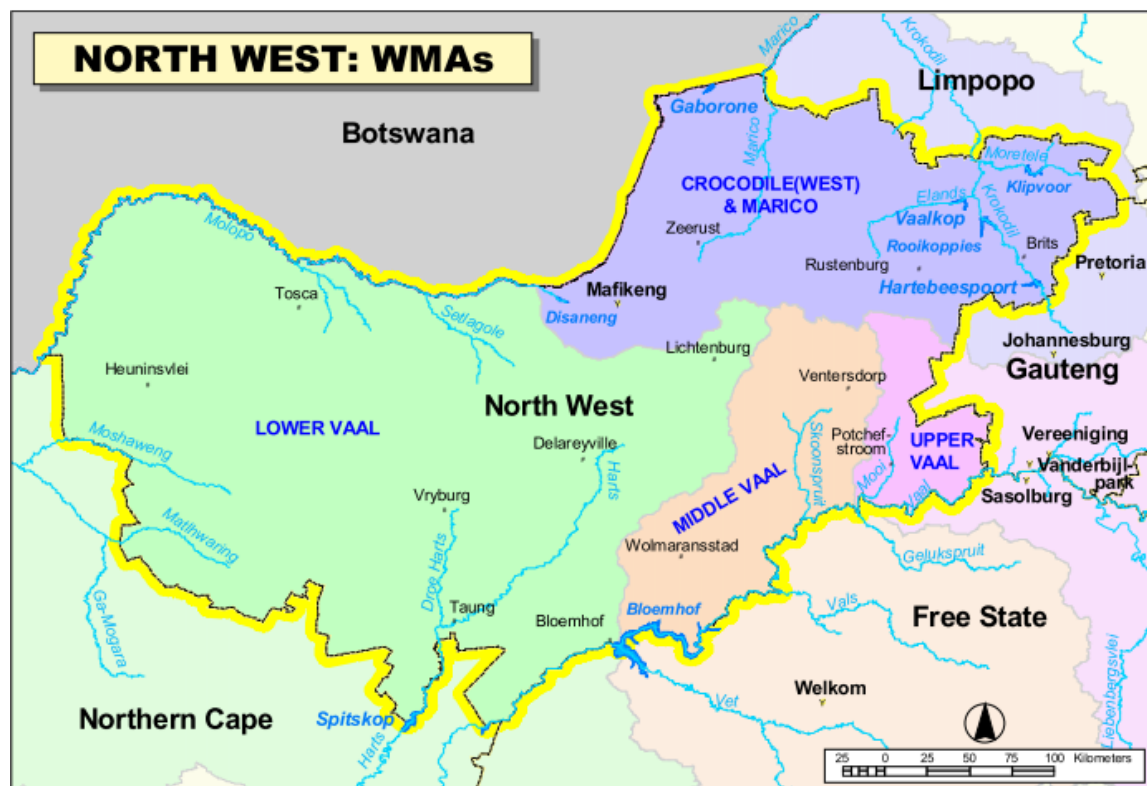 NORTH WEST: WMAs
Marico
Krokodil
Limpopo
Gaborone
Botswana
Marico
Moretele
CROCODILE(WEST)
& MARICO
Klipvoor
Elands
Krokodil
Vaalkop
Molopo
Zeerust
Rooikoppies
Brits
Rustenburg
Pretoria
Hartebeespoort
Mafikeng
Tosca
Disaneng
Setlagole
Johannesburg
Lichtenburg
Gauteng
Heuninsvlei
Ventersdorp
North West
LOWER VAAL
Moshaweng
Delareyville
Harts
Skoonspruit
Potchef-
stroom
Mooi
UPPER
VAAL
Vaal
Vereeniging
Vanderbijl-
park
Sasolburg
Vryburg
MIDDLE VAAL
Matlhwaring
Wolmaransstad
Gelukspruit
Droe Harts
Ga-Mogara
Taung
Bloemhof
Bloemhof
Vals
Free State
Liebenbergsvlei
Welkom
Vet
Northern Cape
Spitskop
Harts
25 0 25 50 100 Kilometers